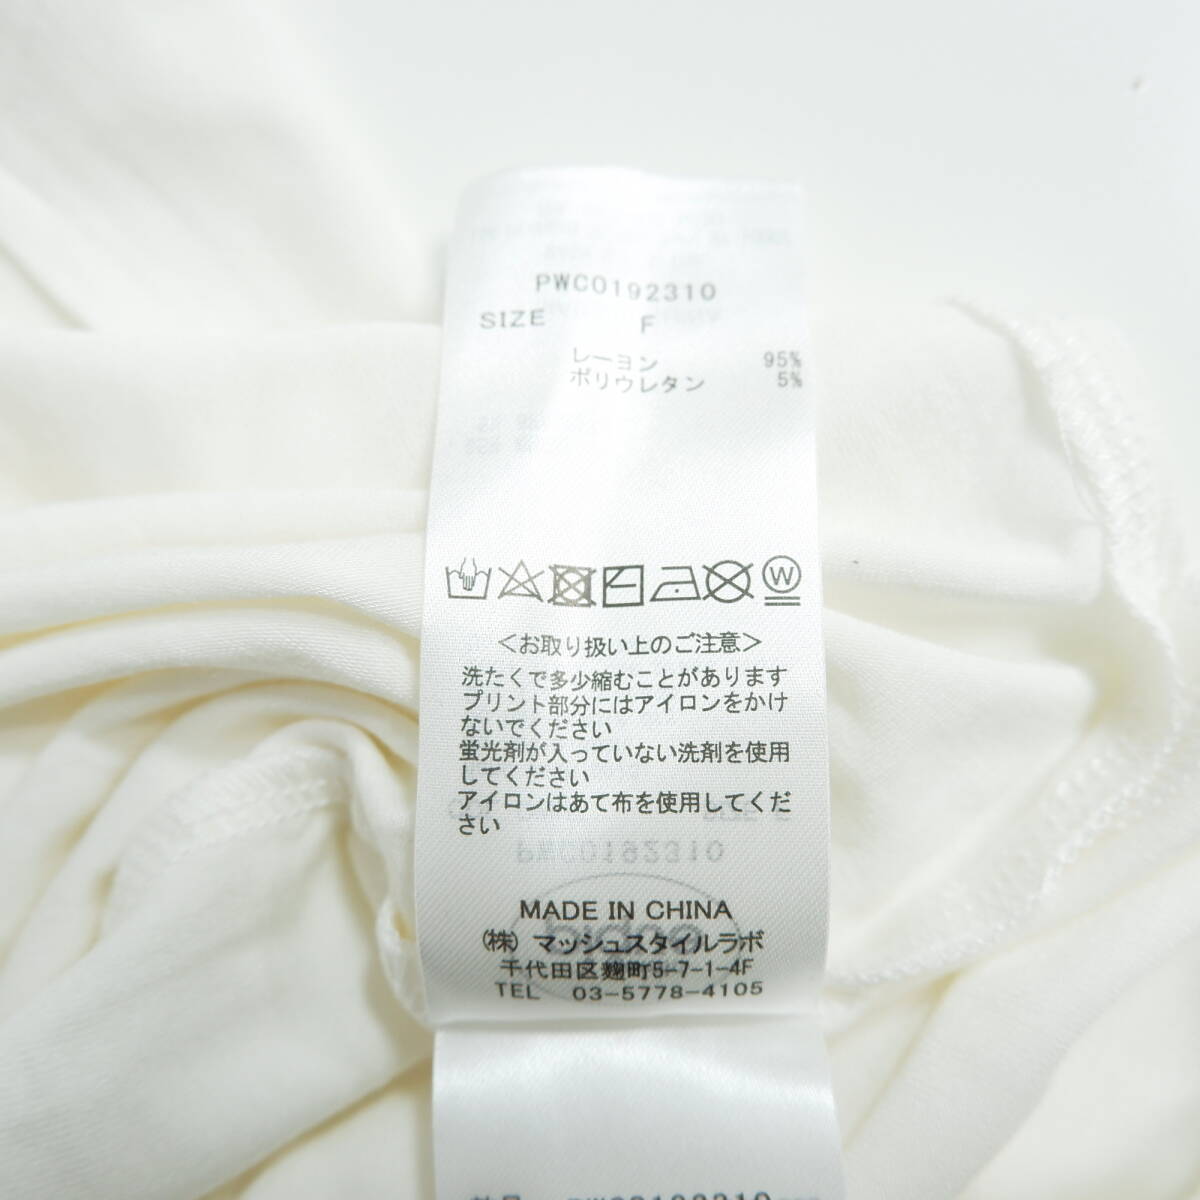 PWC0192310
SIZE F
レーヨン 95%
ポリウレタン 5%
W
<お取り扱い上のご注意>
洗たくで多少縮むことがあります
プリント部分にはアイロンをかけ
ないでください
蛍光剤が入っていない洗剤を使用
してください
アイロンはあて布を使用してくだ
さい
MADE IN CHINA
(株) マッシュスタイルラボ
千代田区麹町5-7-1-4F
TEL 03-5778-4105